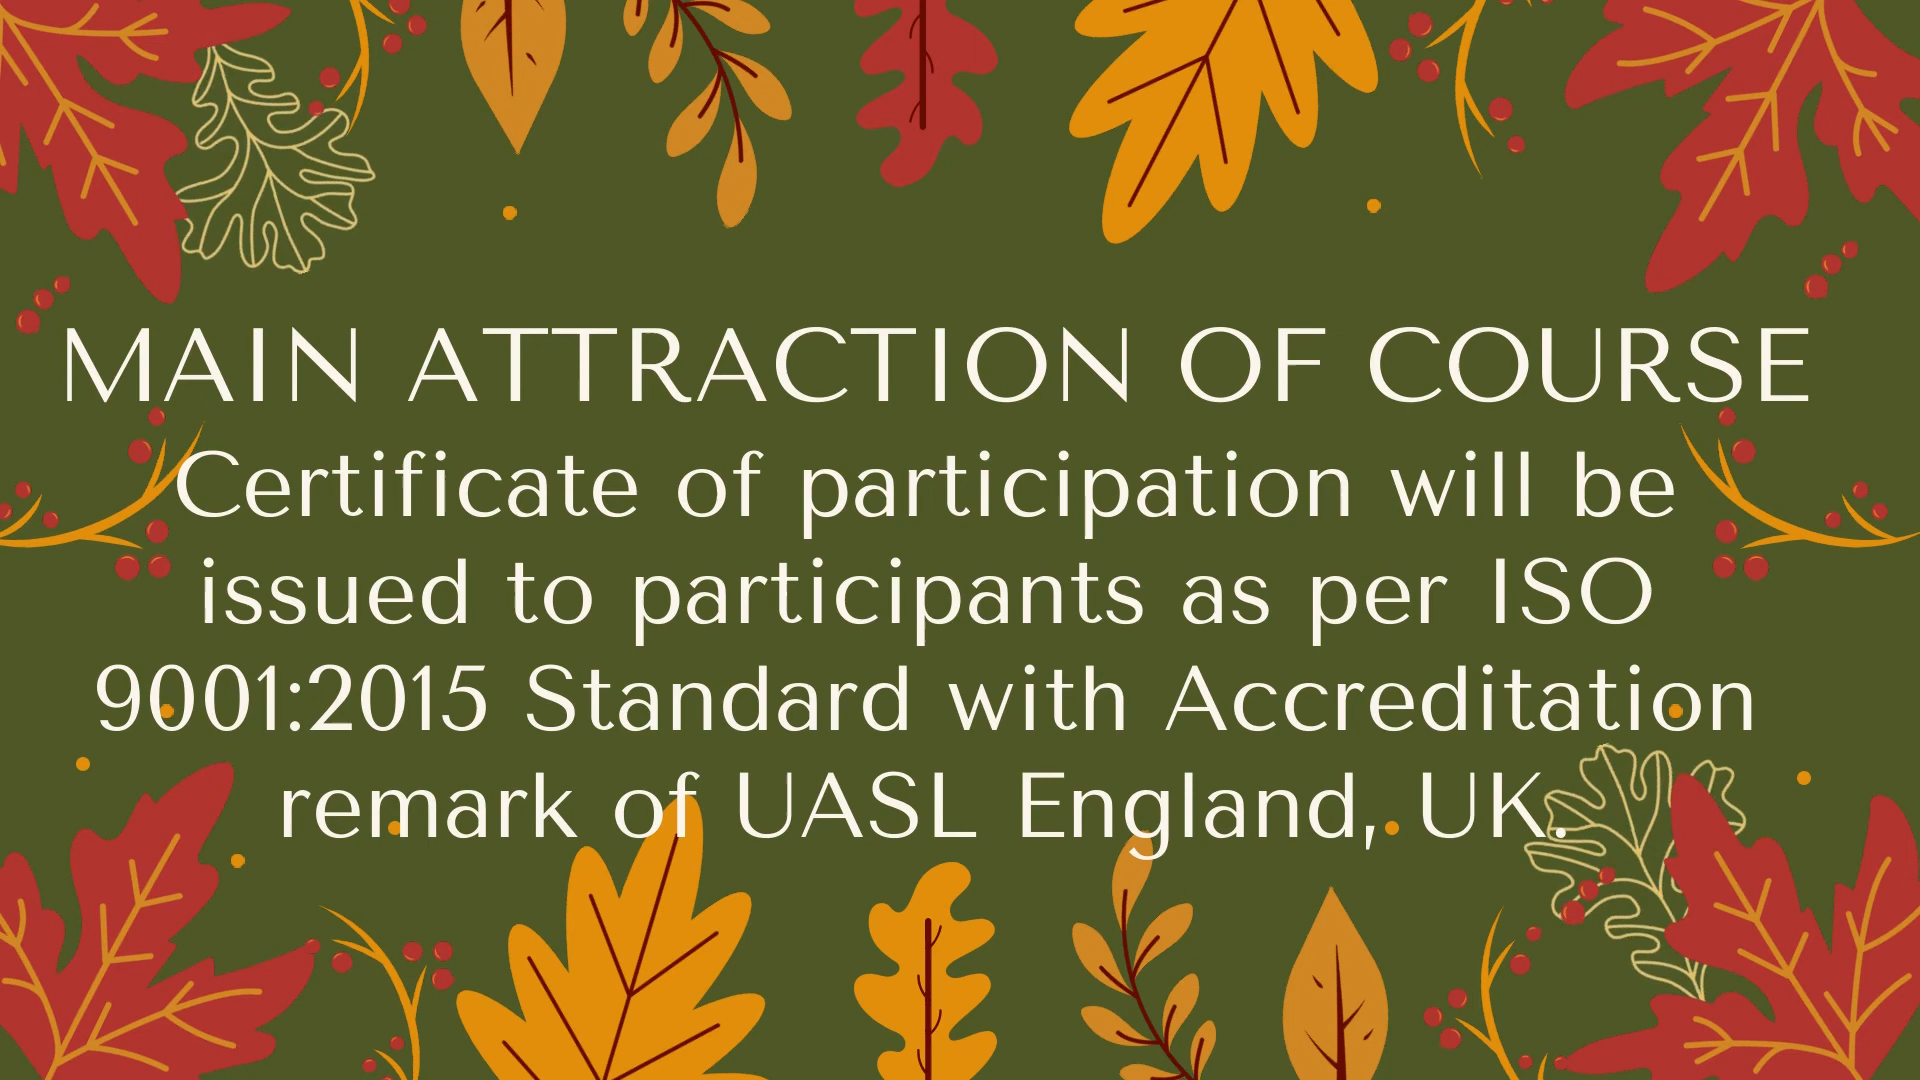 MAIN ATTRACTION OF COURSE
Certificate of participation will be
issued to participants as per ISO
9001:2015 Standard with Accreditation
remark of UASL England, UK.